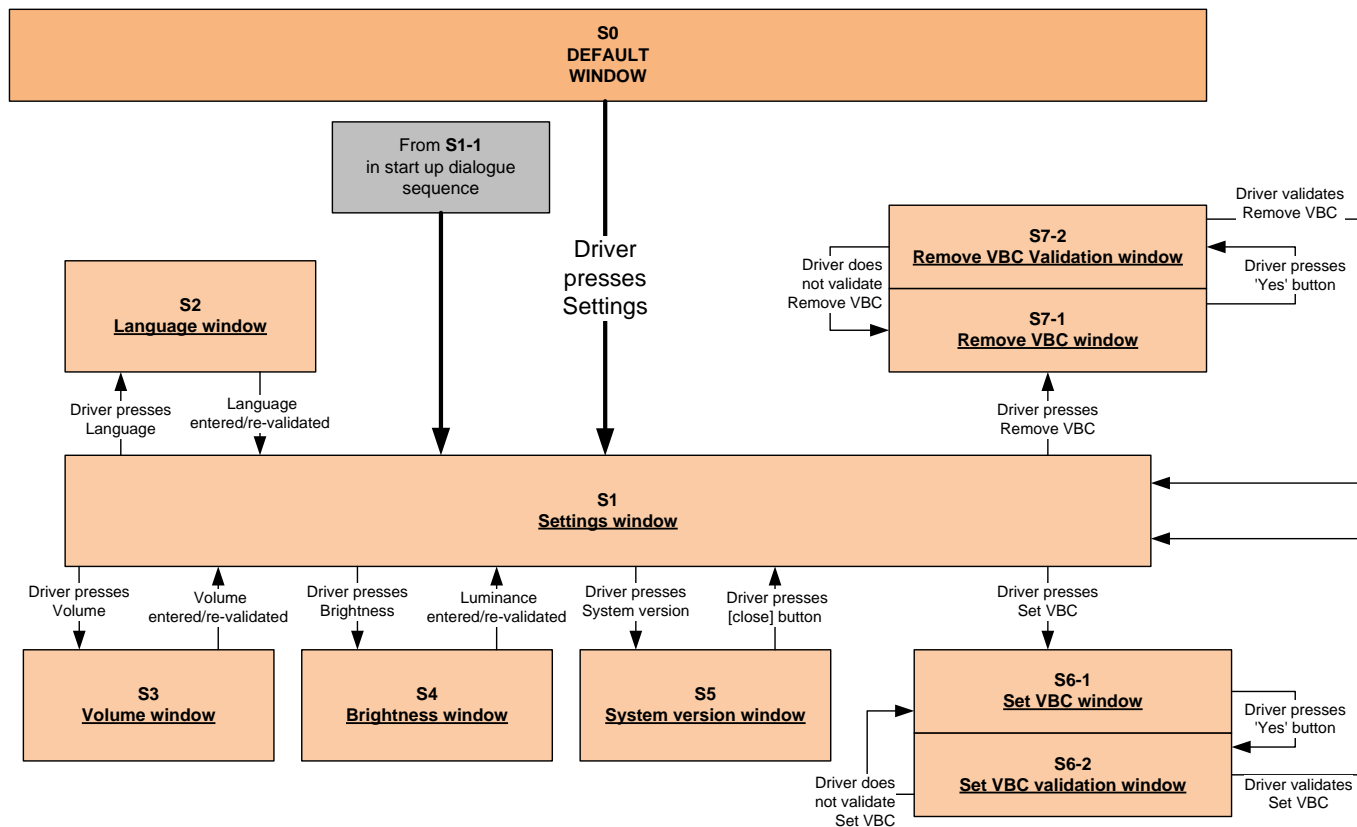 S0
DEFAULT
WINDOW
From S1-1
in start up dialogue
sequence
Driver
presses
Settings
Driver validates
Remove VBC
S7-2
Remove VBC Validation window
Driver does
not validate
Remove VBC
Driver presses
'Yes' button
S7-1
Remove VBC window
S2
Language window
Driver presses
Language
Language
entered/re-validated
Driver presses
Remove VBC
S1
Settings window
Driver presses
Volume
Volume
entered/re-validated
Driver presses
Brightness
Luminance
entered/re-validated
Driver presses
System version
Driver presses
[close] button
Driver presses
Set VBC
S3
Volume window
S4
Brightness window
S5
System version window
S6-1
Set VBC window
Driver presses
'Yes' button
S6-2
Set VBC validation window
Driver does
not validate
Set VBC
Driver validates
Set VBC